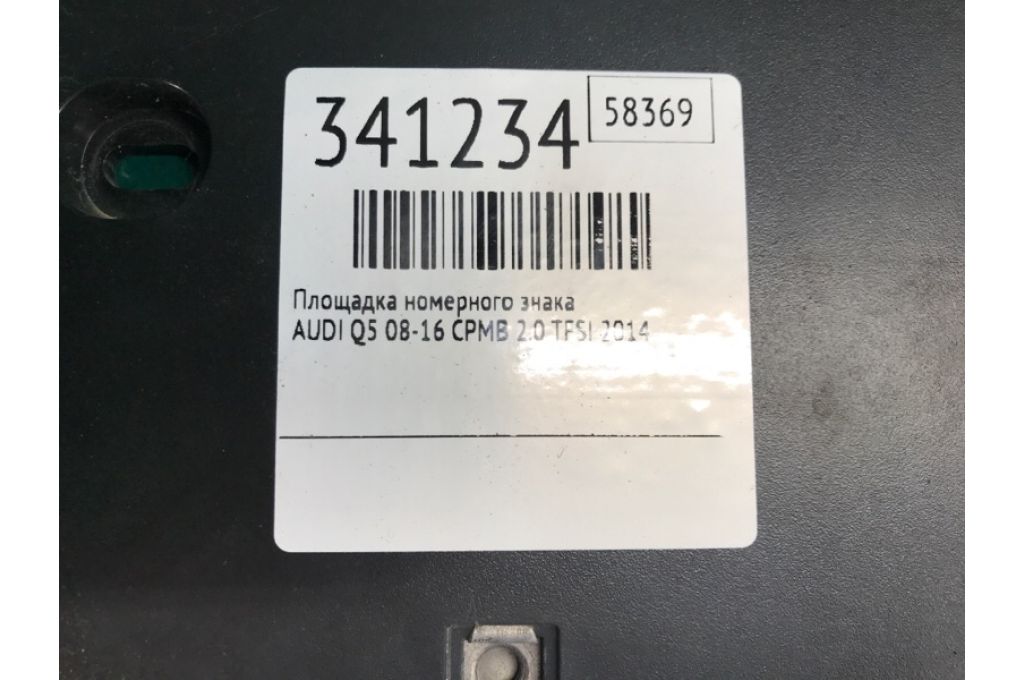 341234
58369
Площадка номерного знака
AUDI Q5 08-16 CPMB 2.0 TFSI 2014